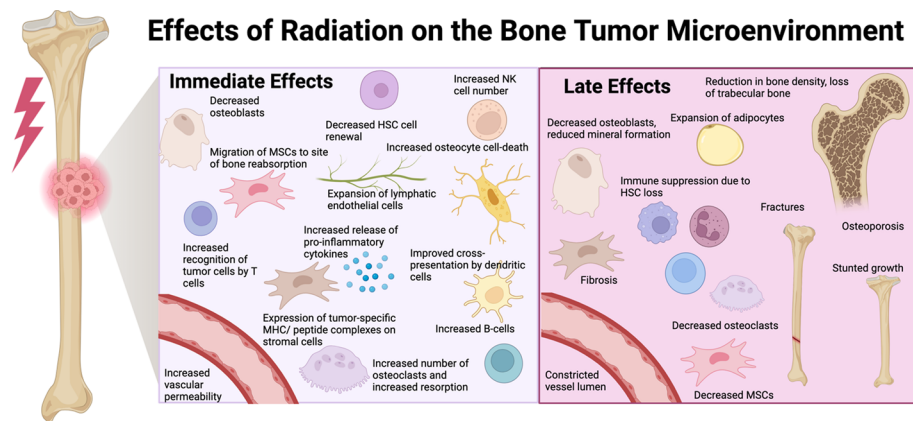 Effects of Radiation on the Bone Tumor Microenvironment
Immediate Effects
Decreased
osteoblasts
Decreased HSC cell
renewal
Increased NK
cell number
Migration of MSCs to site
of bone reabsorption
Increased osteocyte cell-death
Expansion of lymphatic
endothelial cells
Increased
recognition of
tumor cells by T
cells
Increased release of
pro-inflammatory
cytokines
Improved cross-
presentation by dendritic
cells
Expression of tumor-specific
MHC/ peptide complexes on
stromal cells
Increased B-cells
Increased
vascular
permeability
Increased number of
osteoclasts and
increased resorption
Late Effects
Reduction in bone density, loss
of trabecular bone
Decreased osteoblasts,
reduced mineral formation
Expansion of adipocytes
Immune suppression due to
HSC loss
Fractures
Osteoporosis
Fibrosis
Stunted growth
Decreased osteoclasts
Constricted
vessel lumen
Decreased MSCs